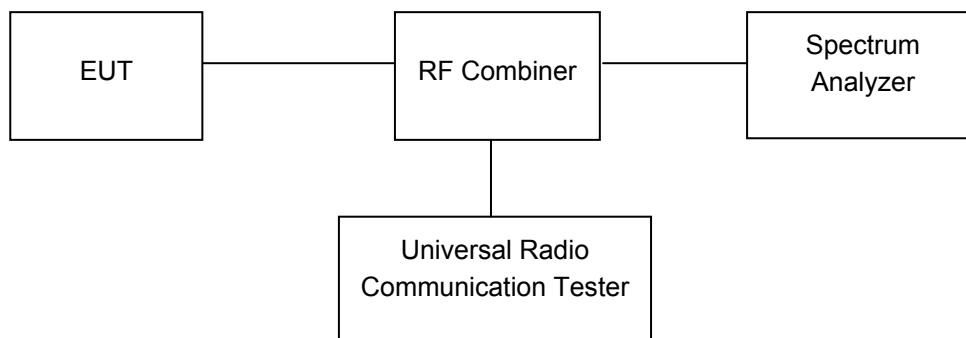 EUT
RF Combiner
Spectrum
Analyzer
Universal Radio
Communication Tester